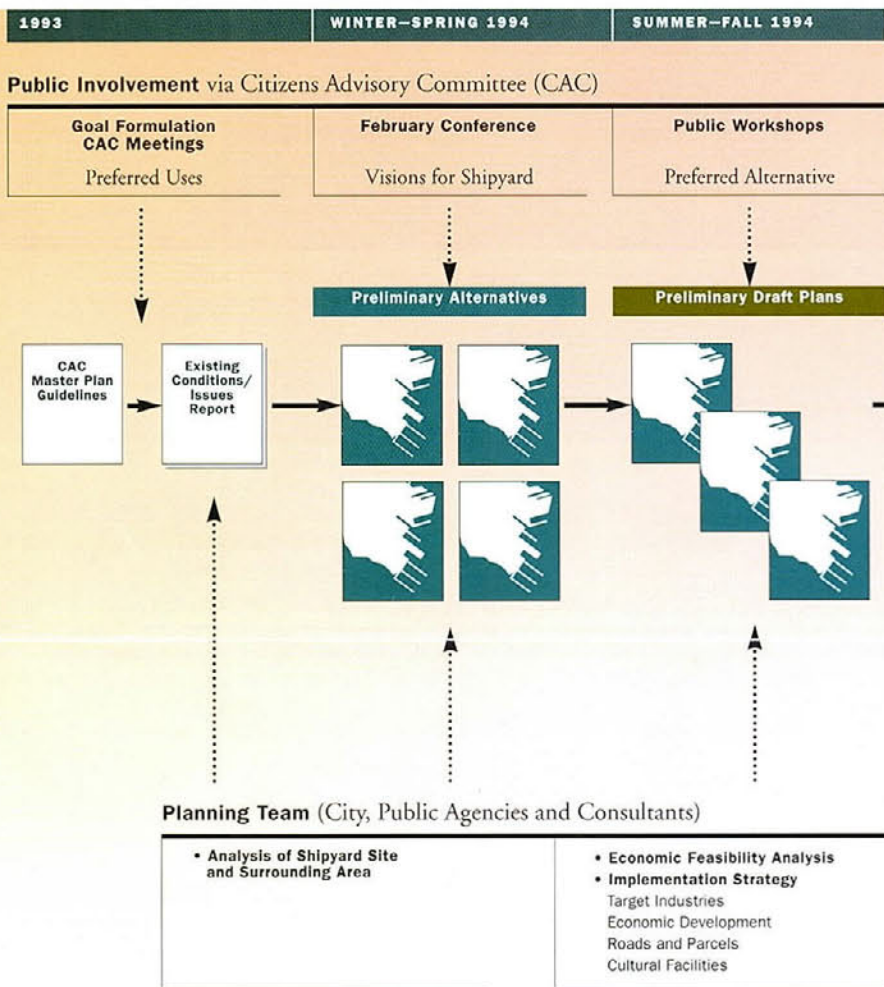 1993
WINTER—SPRING 1994
SUMMER—FALL 1994
Public Involvement via Citizens Advisory Committee (CAC)
Goal Formulation
CAC Meetings
Preferred Uses
February Conference
Visions for Shipyard
Public Workshops
Preferred Alternative
Preliminary Alternatives
Preliminary Draft Plans
CAC
Master Plan
Guidelines
Existing
Conditions/
Issues
Report
Planning Team (City, Public Agencies and Consultants)
• Analysis of Shipyard Site
and Surrounding Area
• Economic Feasibility Analysis
• Implementation Strategy
Target Industries
Economic Development
Roads and Parcels
Cultural Facilities